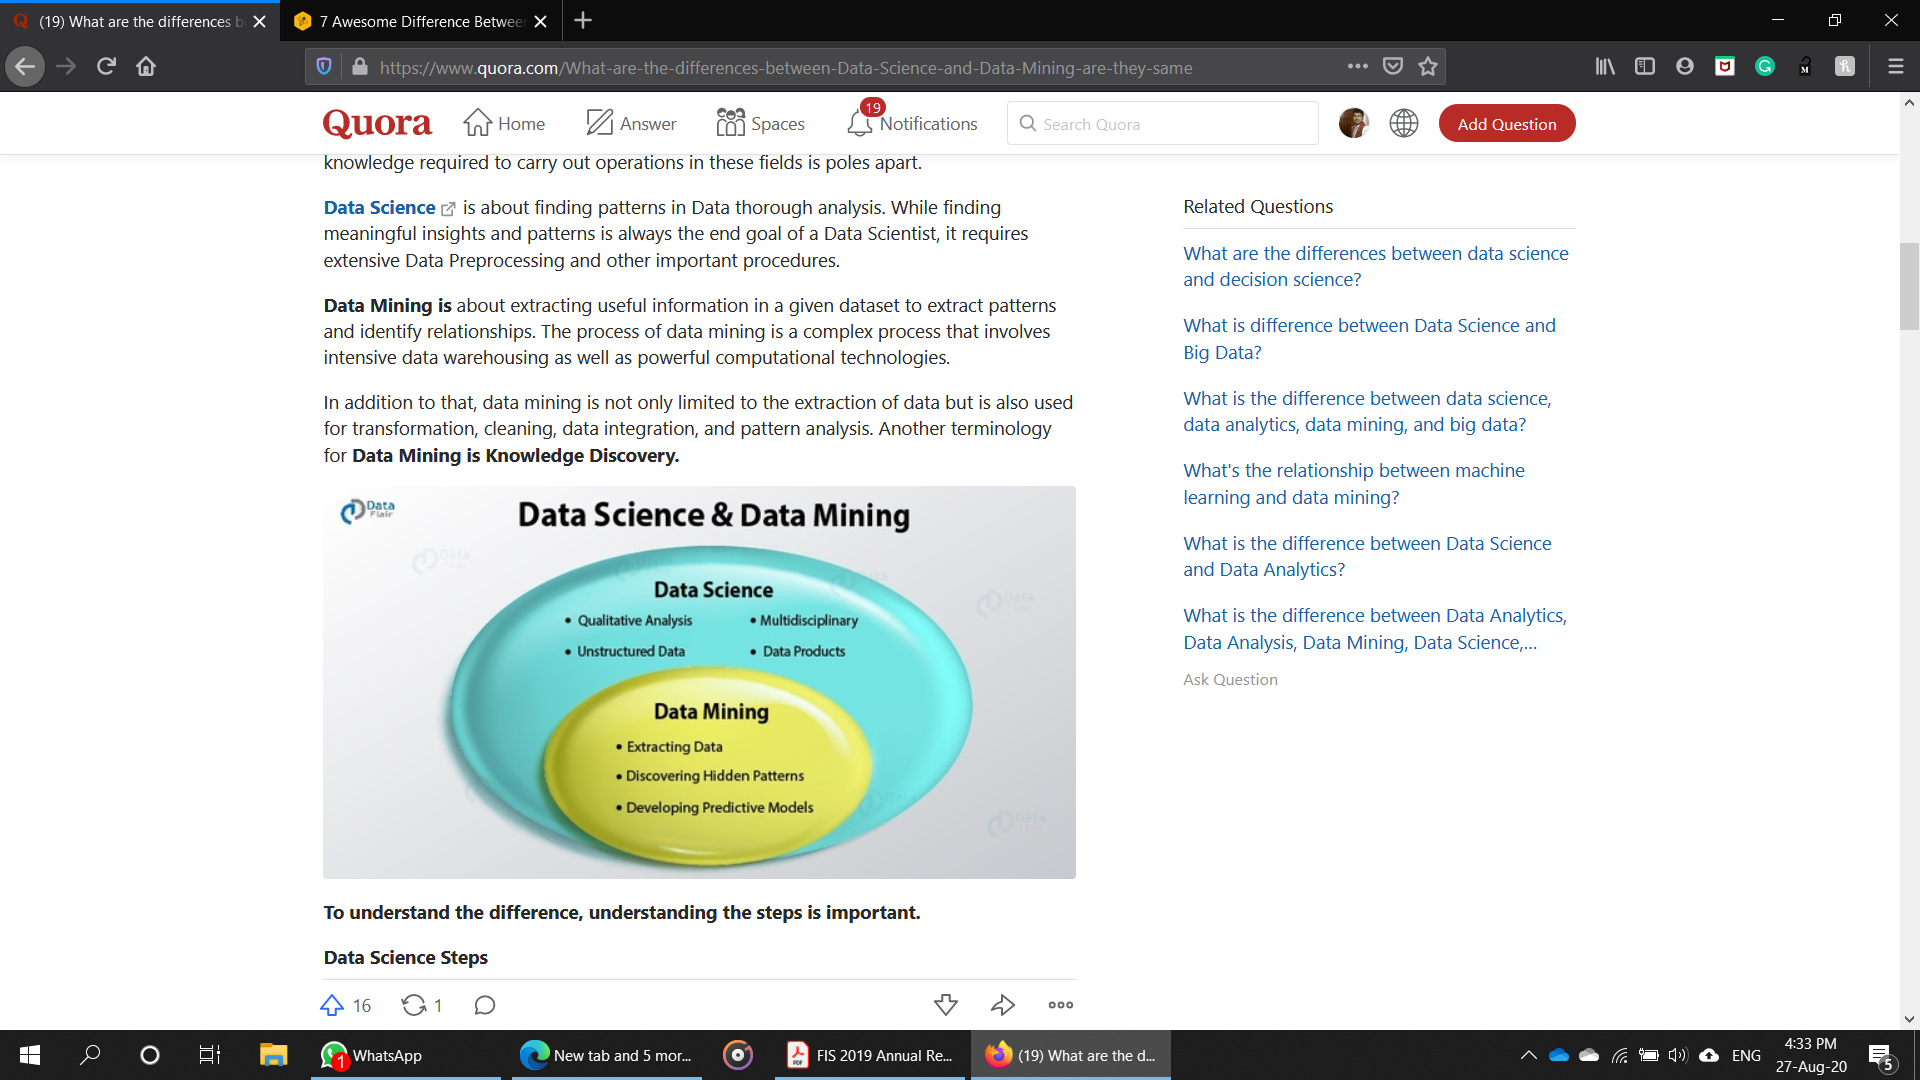 (19) What are the differences b
7 Awesome Difference Betwee
https://www.quora.com/What-are-the-differences-between-Data-Science-and-Data-Mining-are-they-same
Quora
Home
Answer
Spaces
19
Notifications
Search Quora
Add Question
knowledge required to carry out operations in these fields is poles apart.
Data Science is about finding patterns in Data thorough analysis. While finding
meaningful insights and patterns is always the end goal of a Data Scientist, it requires
extensive Data Preprocessing and other important procedures.
Data Mining is about extracting useful information in a given dataset to extract patterns
and identify relationships. The process of data mining is a complex process that involves
intensive data warehousing as well as powerful computational technologies.
In addition to that, data mining is not only limited to the extraction of data but is also used
for transformation, cleaning, data integration, and pattern analysis. Another terminology
for Data Mining is Knowledge Discovery.
Data
Flair
Data Science & Data Mining
Data Science
• Qualitative Analysis
• Multidisciplinary
• Unstructured Data
• Data Products
Data Mining
• Extracting Data
• Discovering Hidden Patterns
• Developing Predictive Models
To understand the difference, understanding the steps is important.
Data Science Steps
16
1
Related Questions
What are the differences between data science
and decision science?
What is difference between Data Science and
Big Data?
What is the difference between data science,
data analytics, data mining, and big data?
What's the relationship between machine
learning and data mining?
What is the difference between Data Science
and Data Analytics?
What is the difference between Data Analytics,
Data Analysis, Data Mining, Data Science,...
Ask Question
1
WhatsApp
New tab and 5 mor...
FIS 2019 Annual Re...
(19) What are the d...
ENG
4:33 PM
27-Aug-20
5